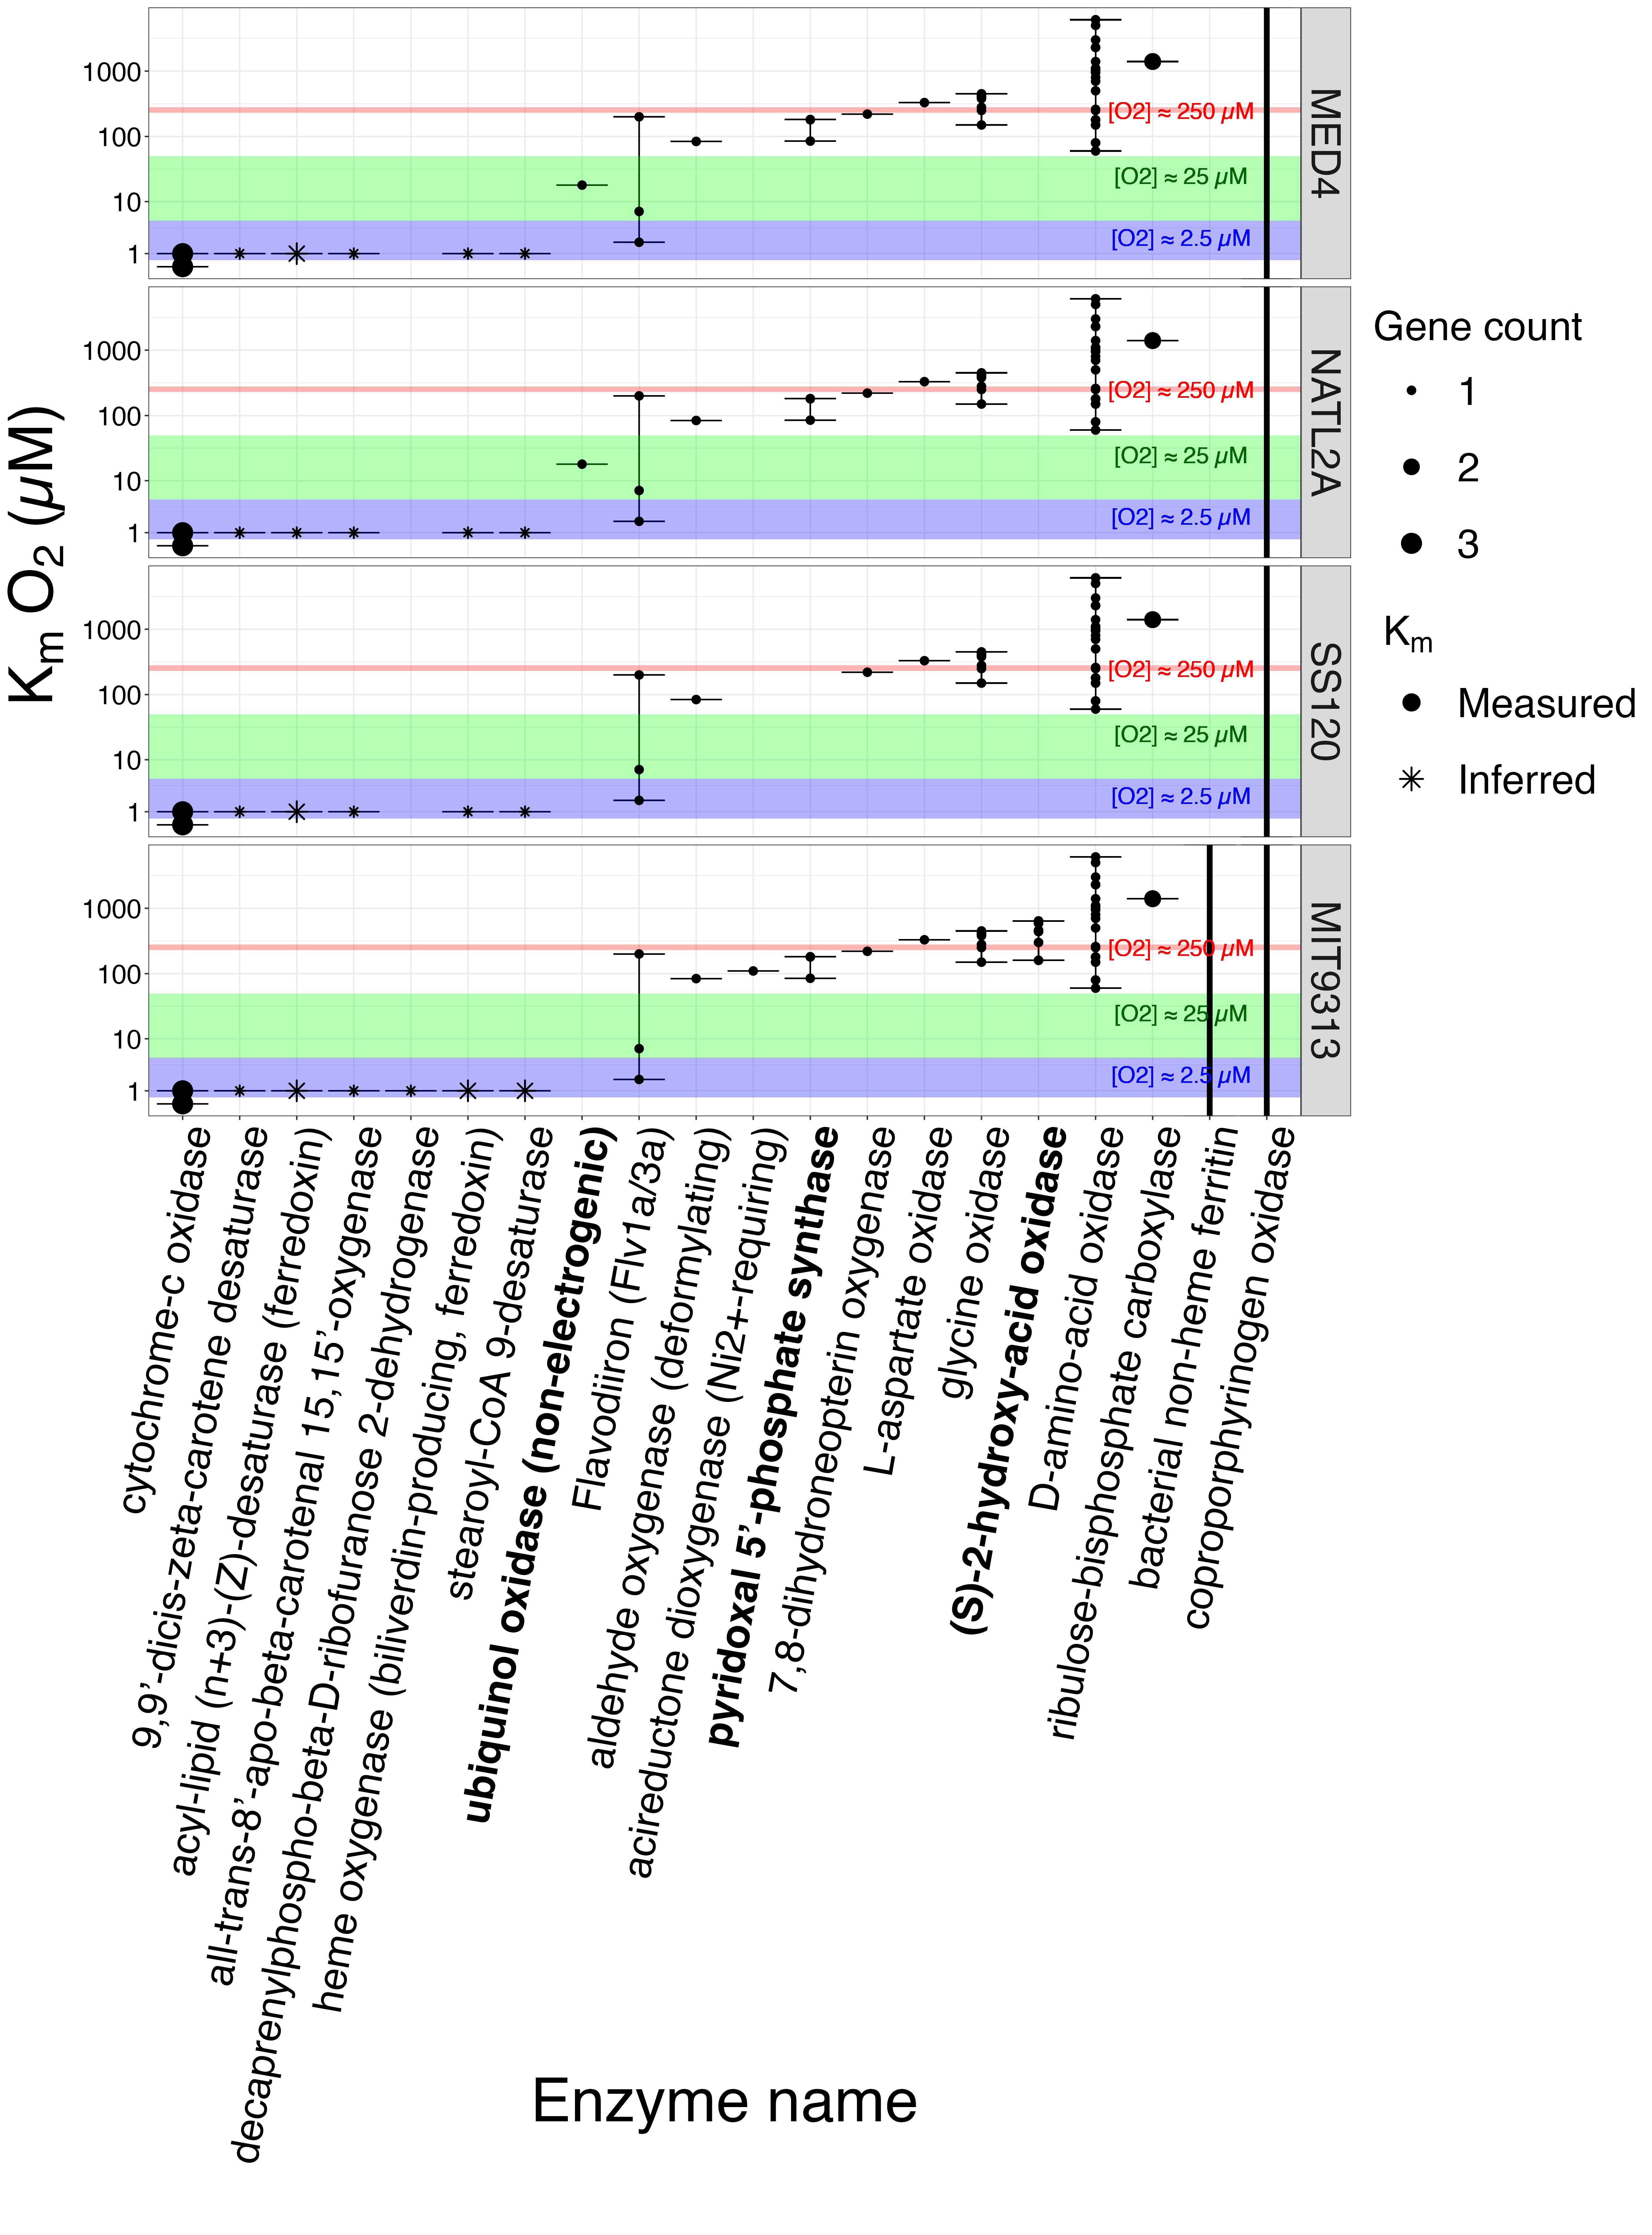 Km O2 (µM)
1000
100
10
1
[O2] ≈ 250 µM
[O2] ≈ 25 µM
[O2] ≈ 2.5 µM
MED4
1000
100
10
1
[O2] ≈ 250 µM
[O2] ≈ 25 µM
[O2] ≈ 2.5 µM
NATL2A
1000
100
10
1
[O2] ≈ 250 µM
[O2] ≈ 25 µM
[O2] ≈ 2.5 µM
SS120
1000
100
10
1
[O2] ≈ 250 µM
[O2] ≈ 25 µM
[O2] ≈ 2.5 µM
MIT9313
Gene count
1
2
3
Km
Measured
Inferred
cytochrome-c oxidase
9,9’-dicis-zeta-carotene desaturase
acyl-lipid (n+3)-(Z)-desaturase (ferredoxin)
all-trans-8’-apo-beta-carotenal 15,15’-oxygenase
decaprenylphospho-beta-D-ribofuranose 2-dehydrogenase
heme oxygenase (biliverdin-producing, ferredoxin)
stearoyl-CoA 9-desaturase
ubiquinol oxidase (non-electrogenic)
Flavodiiron (Flv1a/3a)
aldehyde oxygenase (deformylating)
acireductone dioxygenase (Ni2+-requiring)
pyridoxal 5’-phosphate synthase
7,8-dihydroneopterin oxygenase
L-aspartate oxidase
glycine oxidase
(S)-2-hydroxy-acid oxidase
D-amino-acid oxidase
ribulose-bisphosphate carboxylase
bacterial non-heme ferritin
coproporphyrinogen oxidase
Enzyme name